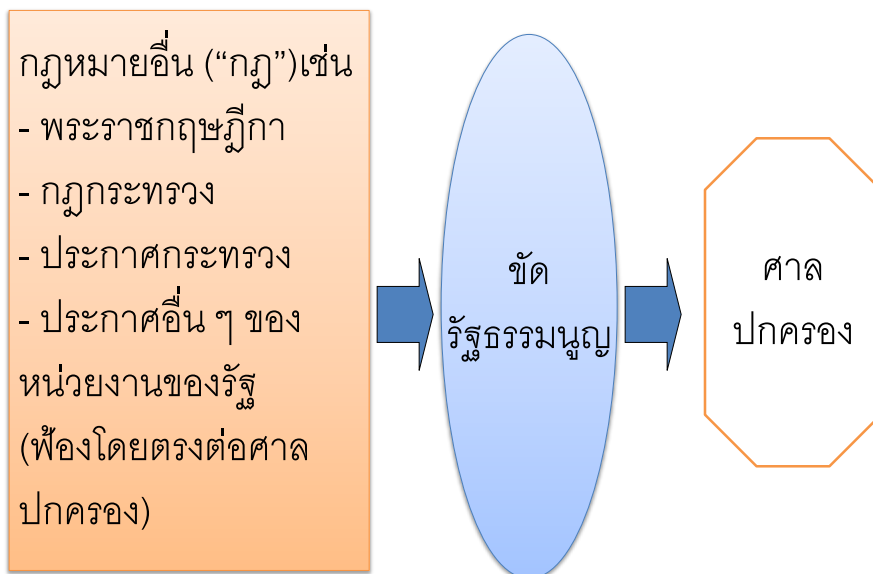 กฎหมายอื่น (“กฎ”)เช่น
- พระราชกฤษฎีกา
- กฎกระทรวง
- ประกาศกระทรวง
- ประกาศอื่น ๆ ของ
หน่วยงานของรัฐ
(ฟ้องโดยตรงต่อศาล
ปกครอง)
ขัด
รัฐธรรมนูญ
ศาล
ปกครอง